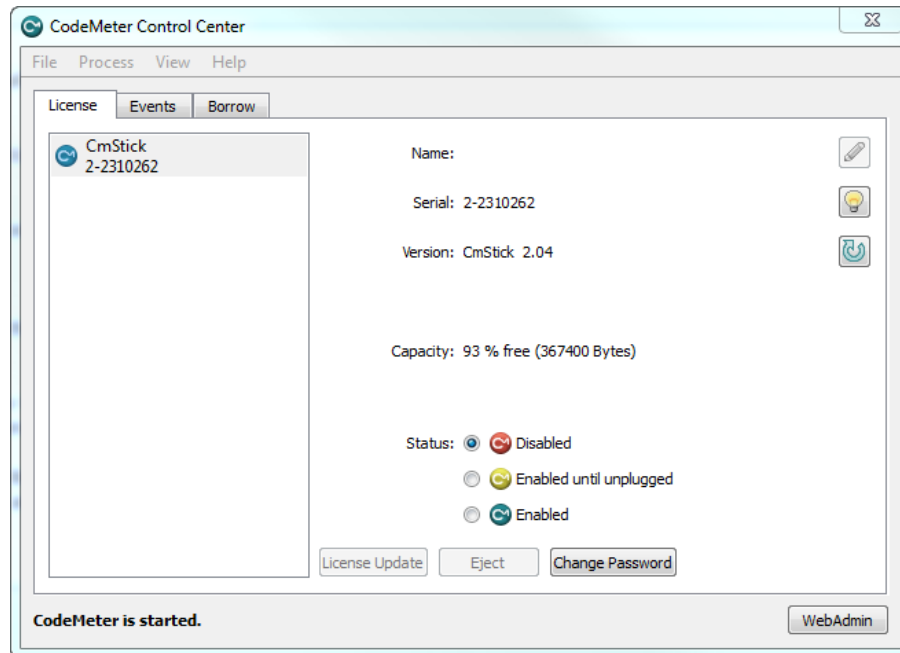 CodeMeter Control Center
File Process View Help
License Events Borrow
CmStick
2-2310262
Name:
Serial: 2-2310262
Version: CmStick 2.04
Capacity: 93 % free (367400 Bytes)
Status: Disabled
Enabled until unplugged
Enabled
License Update Eject Change Password
CodeMeter is started.
WebAdmin